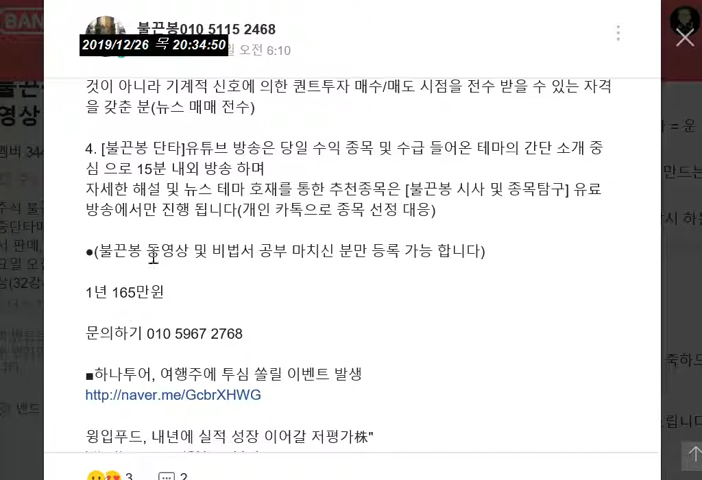 불끈봉010 5115 2468
2019/12/26 목 20:34:50
일 오전 6:10
것이 아니라 기계적 신호에 의한 퀀트투자 매수/매도 시점을 전수 받을 수 있는 자격
을 갖춘 분(뉴스 매매 전수)
4. [불끈봉 단타]유튜브 방송은 당일 수익 종목 및 수급 들어온 테마의 간단 소개 중
심 으로 15분 내외 방송 하며
자세한 해설 및 뉴스 테마 호재를 통한 추천종목은 [불끈봉 시사 및 종목탐구] 유료
방송에서만 진행 됩니다(개인 카톡으로 종목 선정 대응)
●(불끈봉 동영상 및 비법서 공부 마치신 분만 등록 가능 합니다)
1년 165만원
문의하기 010 5967 2768
■하나투어, 여행주에 투심 쏠릴 이벤트 발생
http://naver.me/GcbrXHWG
윙입푸드, 내년에 실적 성장 이어갈 저평가株"
3
2